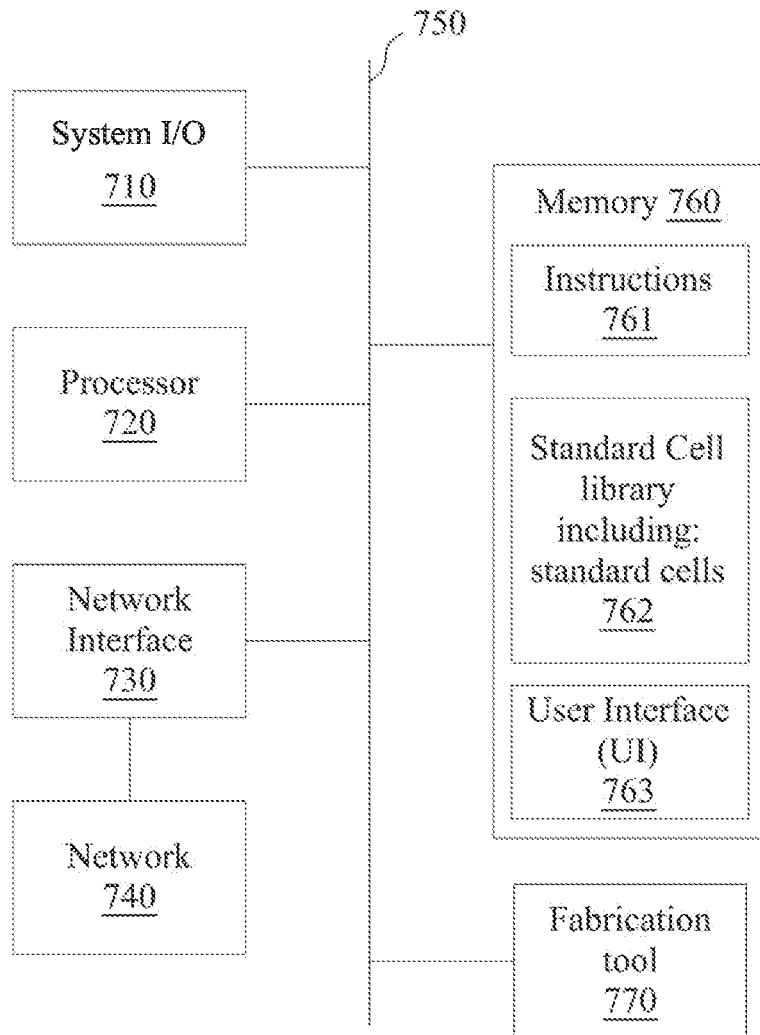 750
System I/O
710
Processor
720
Network
Interface
730
Network
740
Memory 760
Instructions
761
Standard Cell
library
including:
standard cells
762
User Interface
(UI)
763
Fabrication
tool
770